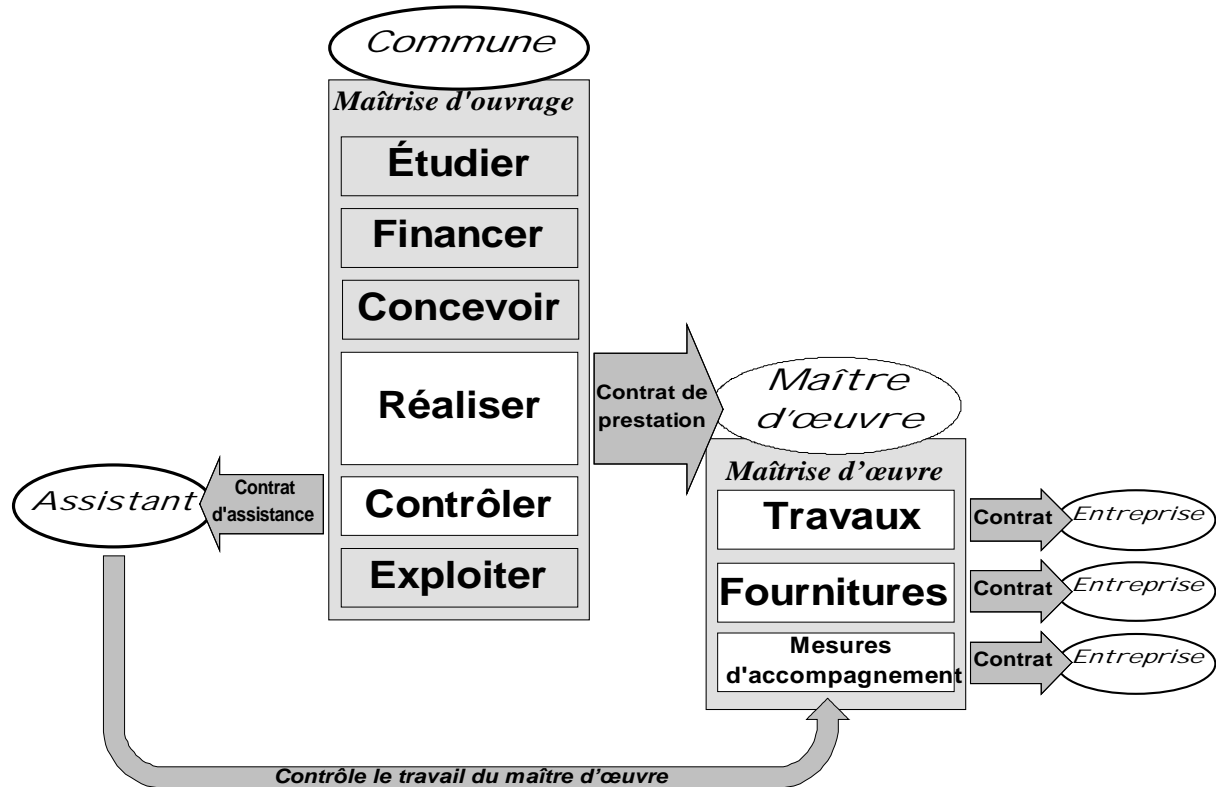 Commune
Maîtrise d'ouvrage
Étudier
Financer
Concevoir
Réaliser
Contrôler
Exploiter
Contrat de
prestation
Maître
d’œuvre
Maîtrise d’œuvre
Travaux
Fournitures
Mesures
d'accompagnement
Contrat
Entreprise
Contrat
Entreprise
Contrat
Entreprise
Assistant
Contrat
d'assistance
Contrôle le travail du maître d’œuvre